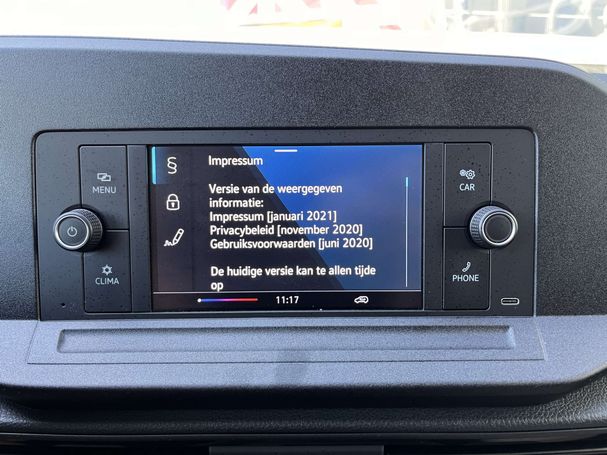 § Impressum
Versie van de weergegeven
informatie:
Impressum [januari 2021]
Privacybeleid [november 2020]
Gebruiksvoorwaarden [juni 2020]
De huidige versie kan te allen tijde
op
11:17
MENU
CLIMA
CAR
PHONE